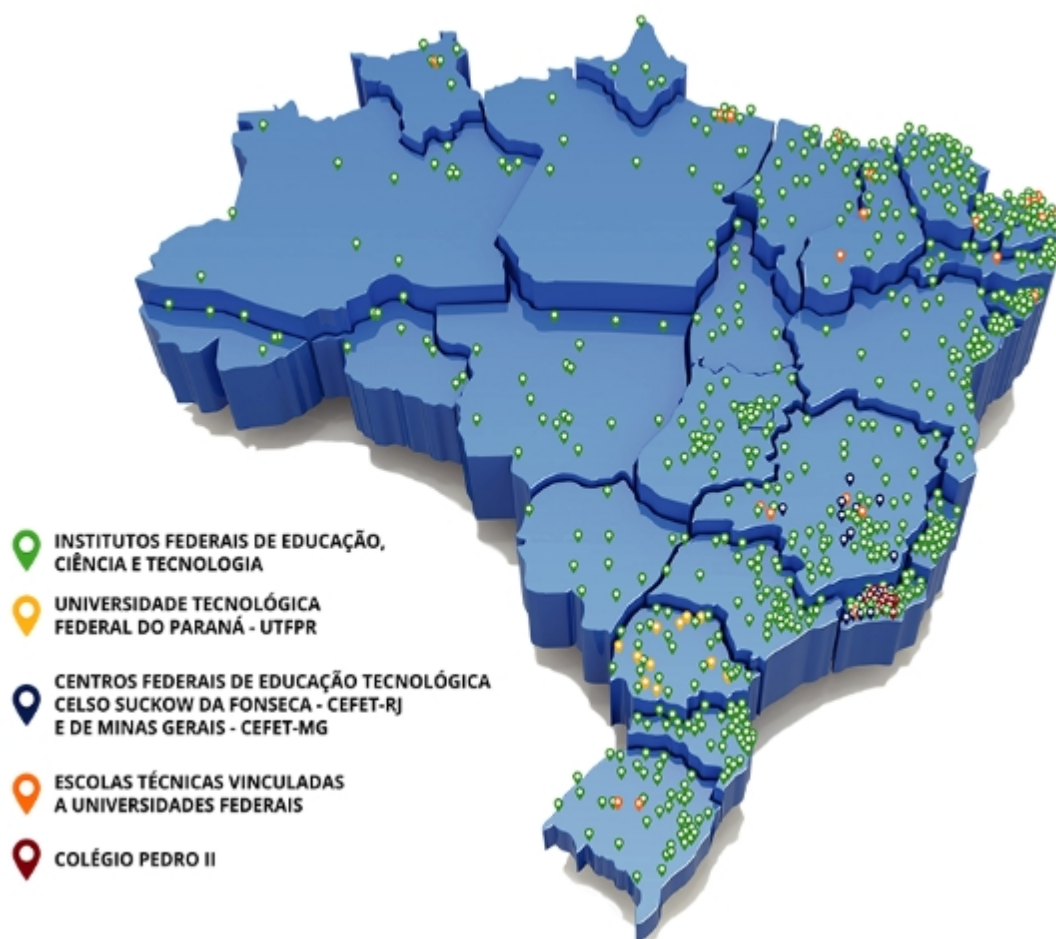 INSTITUTOS FEDERAIS DE EDUCAÇÃO,
CIÊNCIA E TECNOLOGIA
UNIVERSIDADE TECNOLÓGICA
FEDERAL DO PARANÁ - UTFPR
CENTROS FEDERAIS DE EDUCAÇÃO TECNOLÓGICA
CELSO SUCKOW DA FONSECA - CEFET-RJ
E DE MINAS GERAIS - CEFET-MG
ESCOLAS TÉCNICAS VINCULADAS
A UNIVERSIDADES FEDERAIS
COLÉGIO PEDRO II